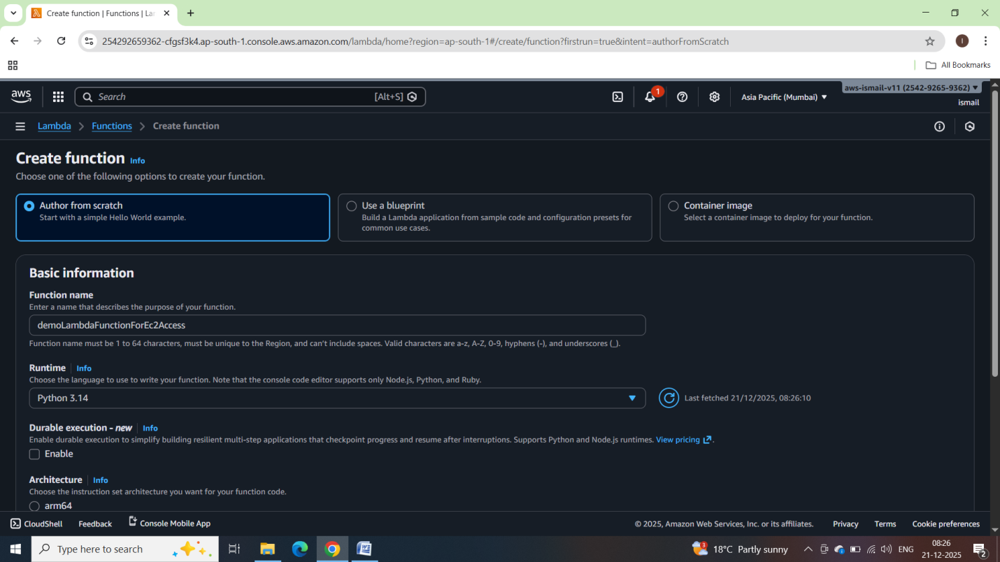 Create function | Functions | La
254292659362-cfgsf3k4.ap-south-1.console.aws.amazon.com/lambda/home?region=ap-south-1#/create/function?firstrun=true&intent=authorFromScratch
All Bookmarks
aws
Search
[Alt+S]
1
Asia Pacific (Mumbai)
aws-ismail-v11 (2542-9265-9362)
ismail
Lambda
Functions
Create function
Create function
Info
Choose one of the following options to create your function.
Author from scratch
Start with a simple Hello World example.
Use a blueprint
Build a Lambda application from sample code and configuration presets for
common use cases.
Container image
Select a container image to deploy for your function.
Basic information
Function name
Enter a name that describes the purpose of your function.
demoLambdaFunctionForEc2Access
Function name must be 1 to 64 characters, must be unique to the Region, and can't include spaces. Valid characters are a-z, A-Z, 0-9, hyphens (-), and underscores (_).
Runtime
Info
Choose the language to use to write your function. Note that the console code editor supports only Node.js, Python, and Ruby.
Python 3.14
Last fetched 21/12/2025, 08:26:10
Durable execution - new
Info
Enable durable execution to simplify building resilient multi-step applications that checkpoint progress and resume after interruptions. Supports Python and Node.js runtimes. View pricing .
Enable
Architecture
Info
Choose the instruction set architecture you want for your function code.
arm64
CloudShell
Feedback
Console Mobile App
© 2025, Amazon Web Services, Inc. or its affiliates.
Privacy
Terms
Cookie preferences
Type here to search
3
18°C Partly sunny
ENG
08:26
21-12-2025
2